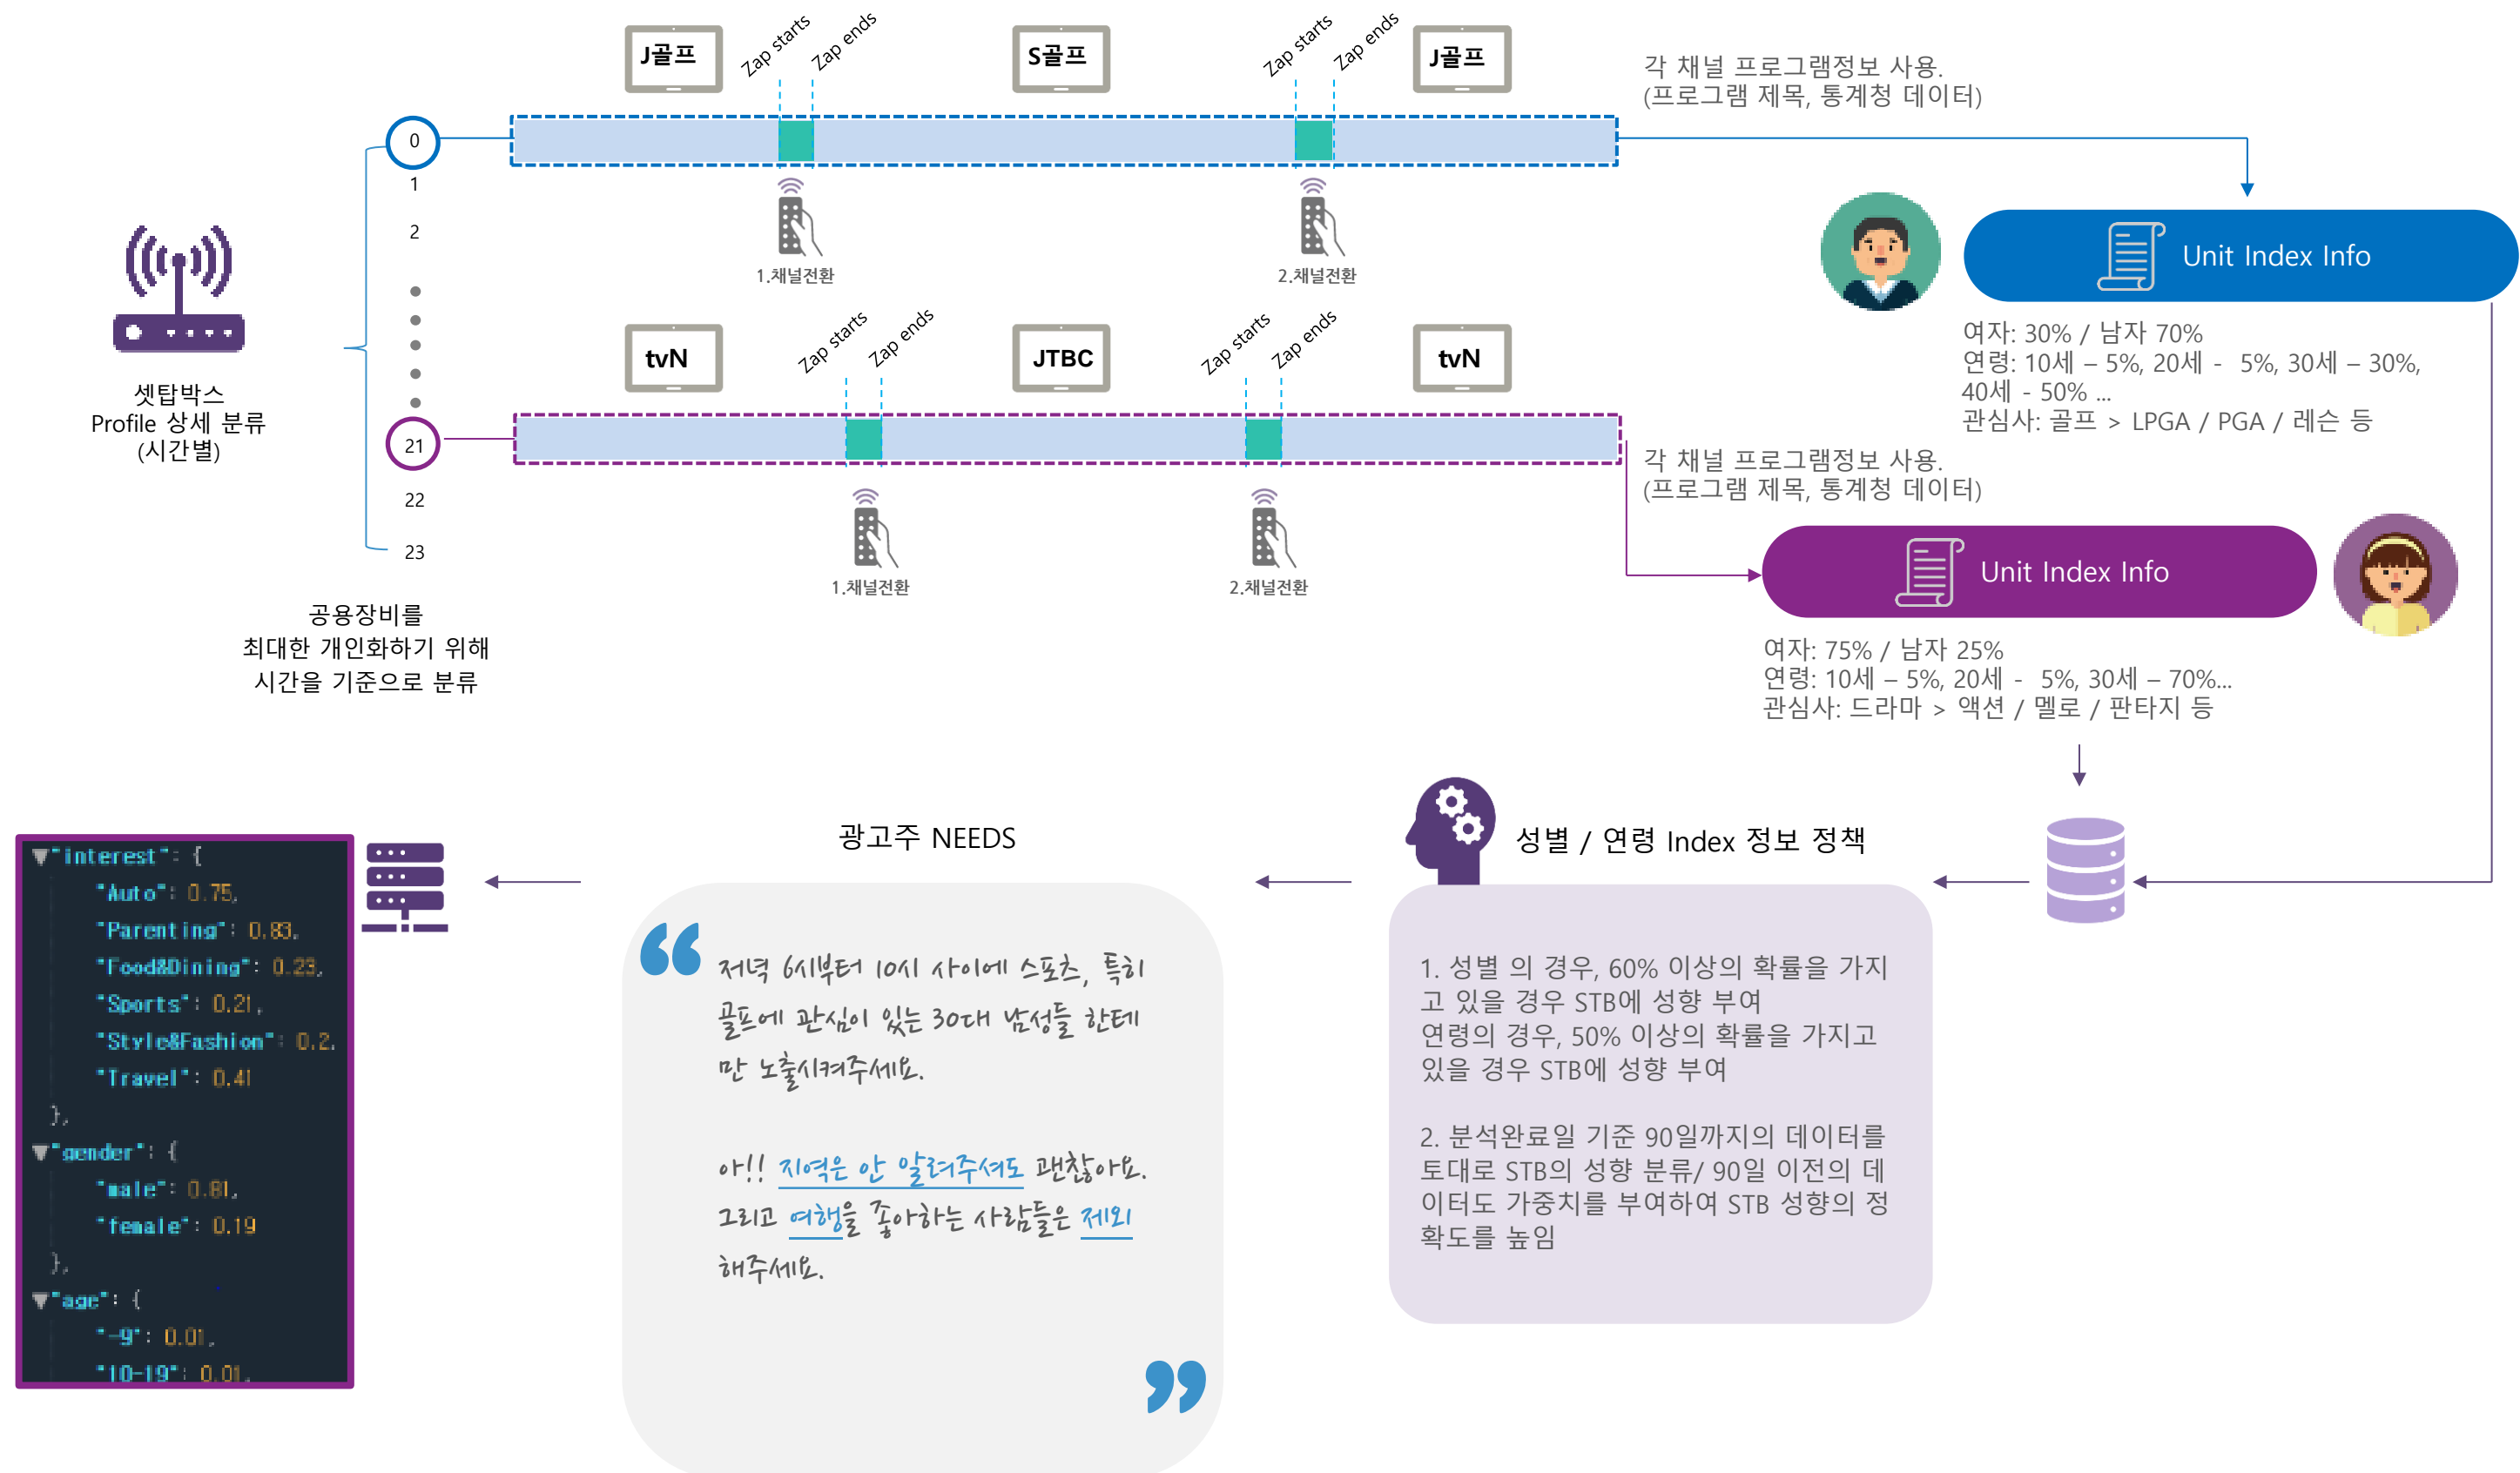 J골프
Zap starts
Zap ends
S골프
Zap starts
Zap ends
J골프
각 채널 프로그램정보 사용.
(프로그램 제목, 통계청 데이터)
0
1
2
1.채널전환
2.채널전환
Unit Index Info
여자: 30% / 남자 70%
연령: 10세 – 5%, 20세 -  5%, 30세 – 30%,
40세 - 50% ...
관심사: 골프 > LPGA / PGA / 레슨 등
셋탑박스
Profile 상세 분류
(시간별)
tvN
Zap starts
Zap ends
JTBC
Zap starts
Zap ends
tvN
21
22
23
1.채널전환
2.채널전환
각 채널 프로그램정보 사용.
(프로그램 제목, 통계청 데이터)
Unit Index Info
여자: 75% / 남자 25%
연령: 10세 – 5%, 20세 -  5%, 30세 – 70%...
관심사: 드라마 > 액션 / 멜로 / 판타지 등
공용장비를
최대한 개인화하기 위해
시간을 기준으로 분류
▼"interest": {
"Auto": 0.75,
"Parenting": 0.83,
"Food&Dining": 0.23,
"Sports": 0.21,
"Style&Fashion": 0.2,
"Travel": 0.41
},
▼"gender": {
"male": 0.81,
"female": 0.19
},
▼"age": {
"-9": 0.01,
"10-19": 0.01,
광고주 NEEDS
“
저녁 6시부터 10시 사이에 스포츠, 특히
골프에 관심이 있는 30대 남성들 한테
만 노출시켜주세요.
아!! 지역은 안 알려주셔도 괜찮아요.
그리고 여행을 좋아하는 사람들은 제외
해주세요.
”
성별 / 연령 Index 정보 정책
1. 성별 의 경우, 60% 이상의 확률을 가지
고 있을 경우 STB에 성향 부여
연령의 경우, 50% 이상의 확률을 가지고
있을 경우 STB에 성향 부여
2. 분석완료일 기준 90일까지의 데이터를
토대로 STB의 성향 분류/ 90일 이전의 데
이터도 가중치를 부여하여 STB 성향의 정
확도를 높임